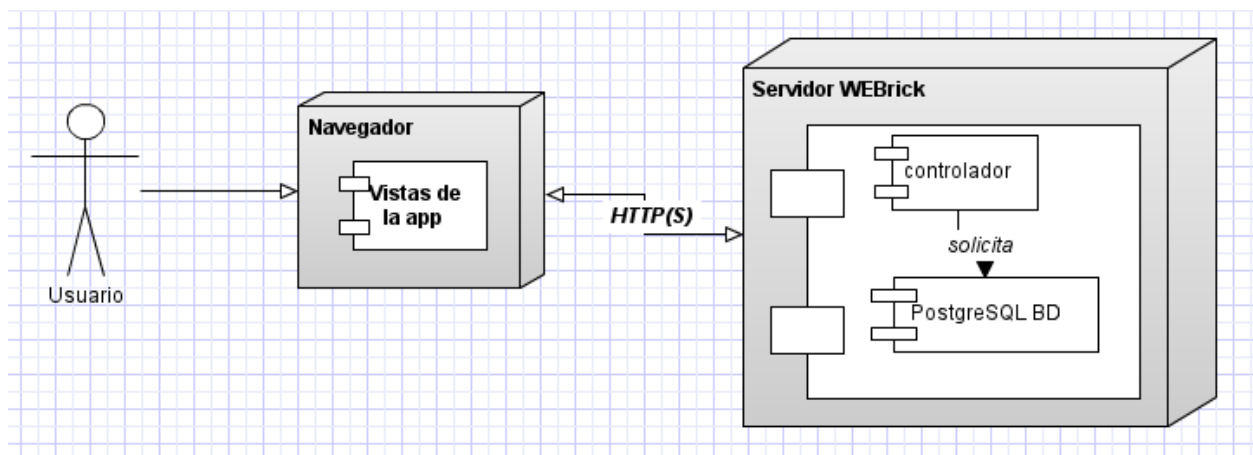 Usuario
Navegador
Vistas de
la app
HTTP(S)
Servidor WEBrick
controlador
solicita
PostgreSQL BD